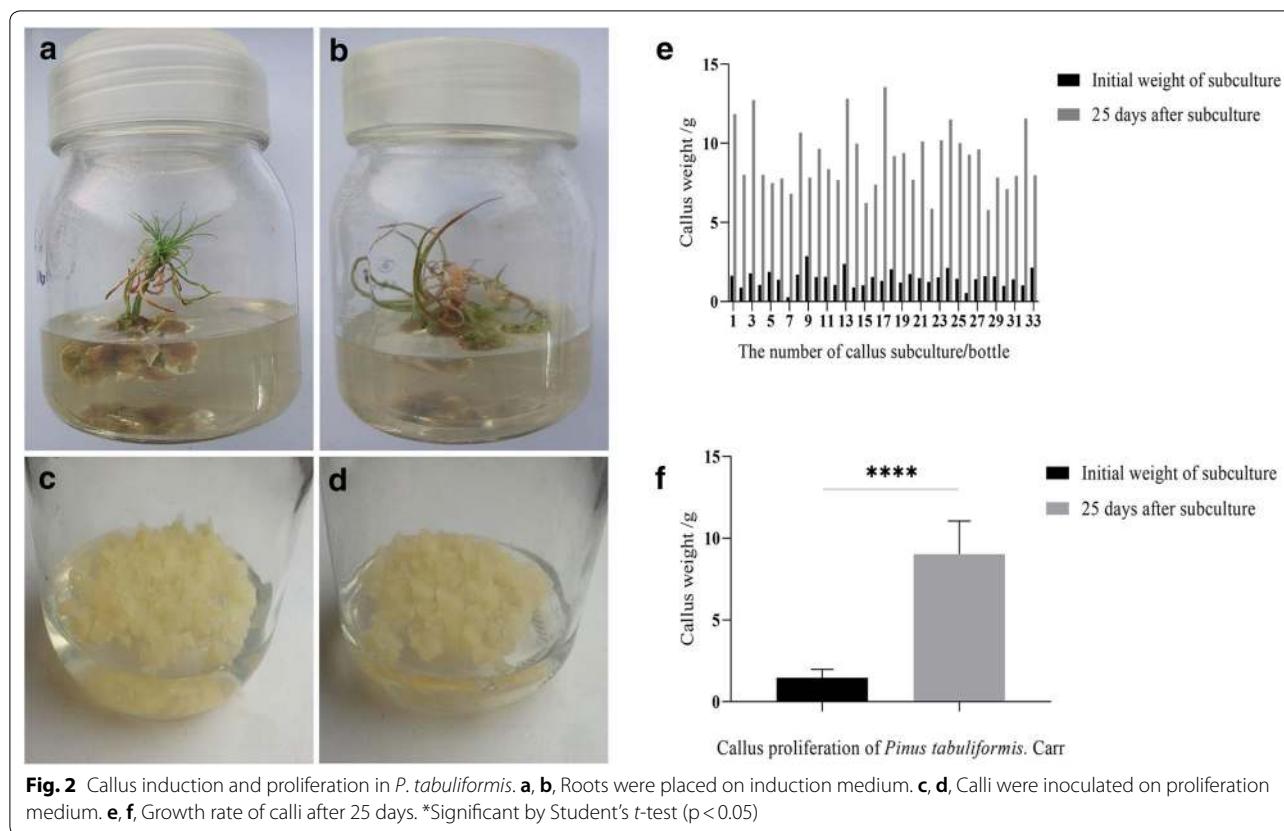 a
b
c
d
e
15
10
5
0
Callus weight /g
1 3 5 7 9 11 13 15 17 19 21 23 25 27 29 31 33
The number of callus subculture/bottle
Initial weight of subculture
25 days after subculture
f
15
10
5
0
Callus weight /g
****
Initial weight of subculture
25 days after subculture
Callus proliferation of Pinus tabuliformis. Carr
Fig. 2 Callus induction and proliferation in P. tabuliformis. a, b, Roots were placed on induction medium. c, d, Calli were inoculated on proliferation
medium. e, f, Growth rate of calli after 25 days. *Significant by Student's t-test (p < 0.05)